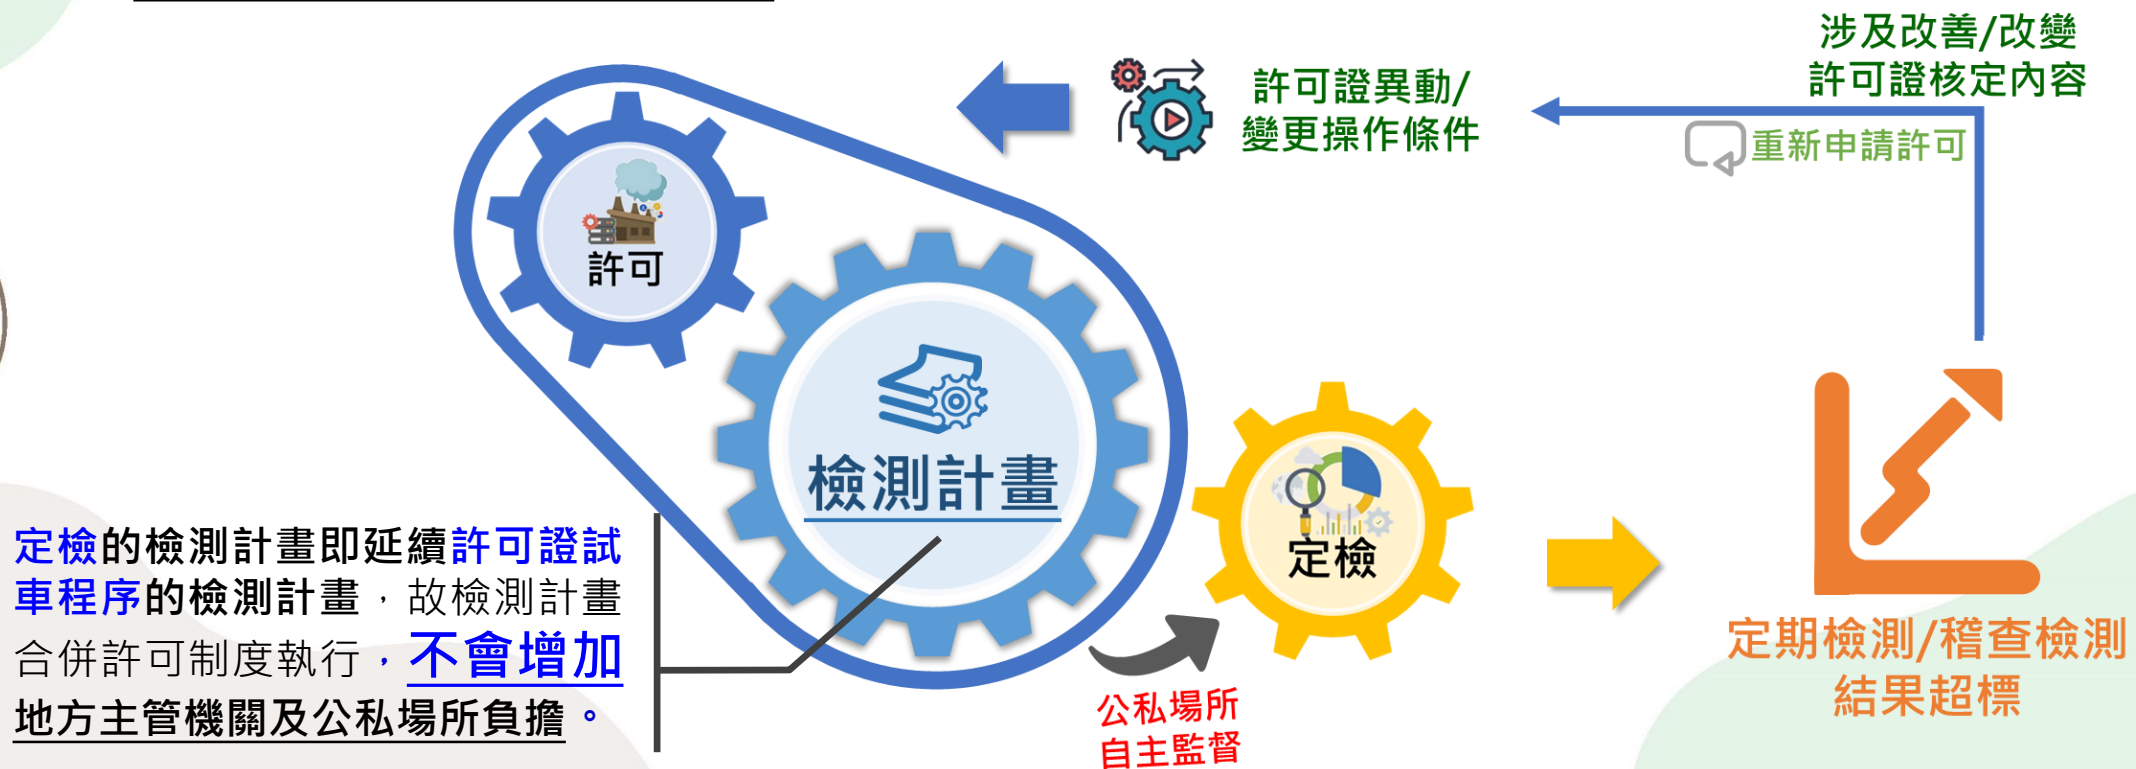 涉及改善/改變
許可證核定內容
許可證異動/
變更操作條件
重新申請許可
許可
檢測計畫
定檢
定檢的檢測計畫即延續許可證試
車程序的檢測計畫，故檢測計畫
合併許可制度執行，不會增加
地方主管機關及公私場所負擔。
公私場所
自主監督
定期檢測/稽查檢測
結果超標